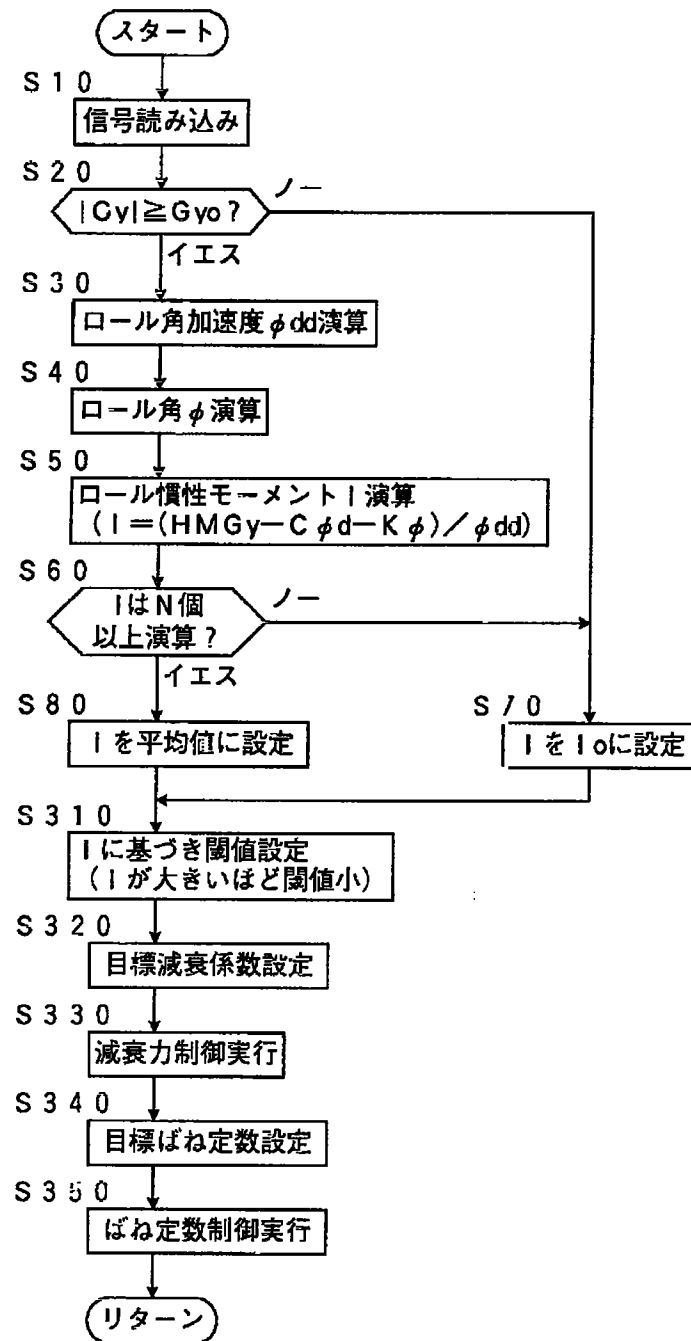 スタート
S10
信号読み込み
S20
|Gy|≧Gyo?
ノー
イエス
S30
ロール角加速度φdd演算
S40
ロール角φ演算
S50
ロール慣性モーメントI演算
(I=(HMGy-Cφd-Kφ)/φdd)
S60
IはN個
以上演算?
ノー
イエス
S80
Iを平均値に設定
S70
IをIoに設定
S310
Iに基づき閾値設定
(Iが大きいほど閾値小)
S320
目標減衰係数設定
S330
減衰力制御実行
S340
目標ばね定数設定
S350
ばね定数制御実行
リターン